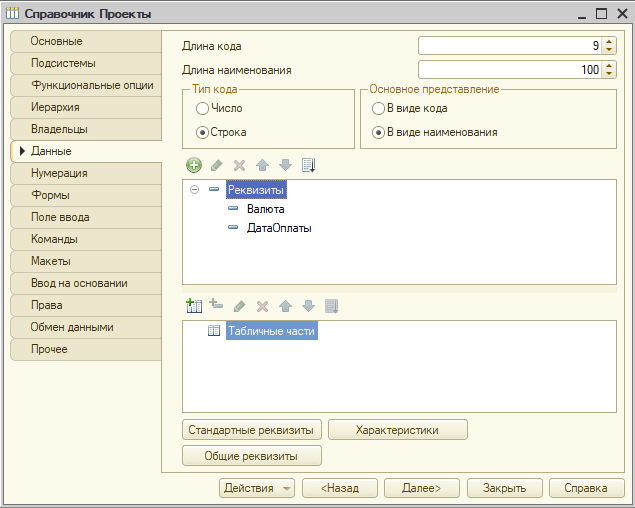 Справочник Проекты
Основные
Подсистемы
Функциональные опции
Иерархия
Владельцы
Данные
Нумерация
Формы
Поле ввода
Команды
Макеты
Ввод на основании
Права
Обмен данными
Прочее
Длина кода 9
Длина наименования 100
Тип кода
Число
Строка
Основное представление
В виде кода
В виде наименования
Реквизиты
Валюта
ДатаОплаты
Табличные части
Стандартные реквизиты Характеристики
Общие реквизиты
Действия <Назад Далее> Закрыть Справка